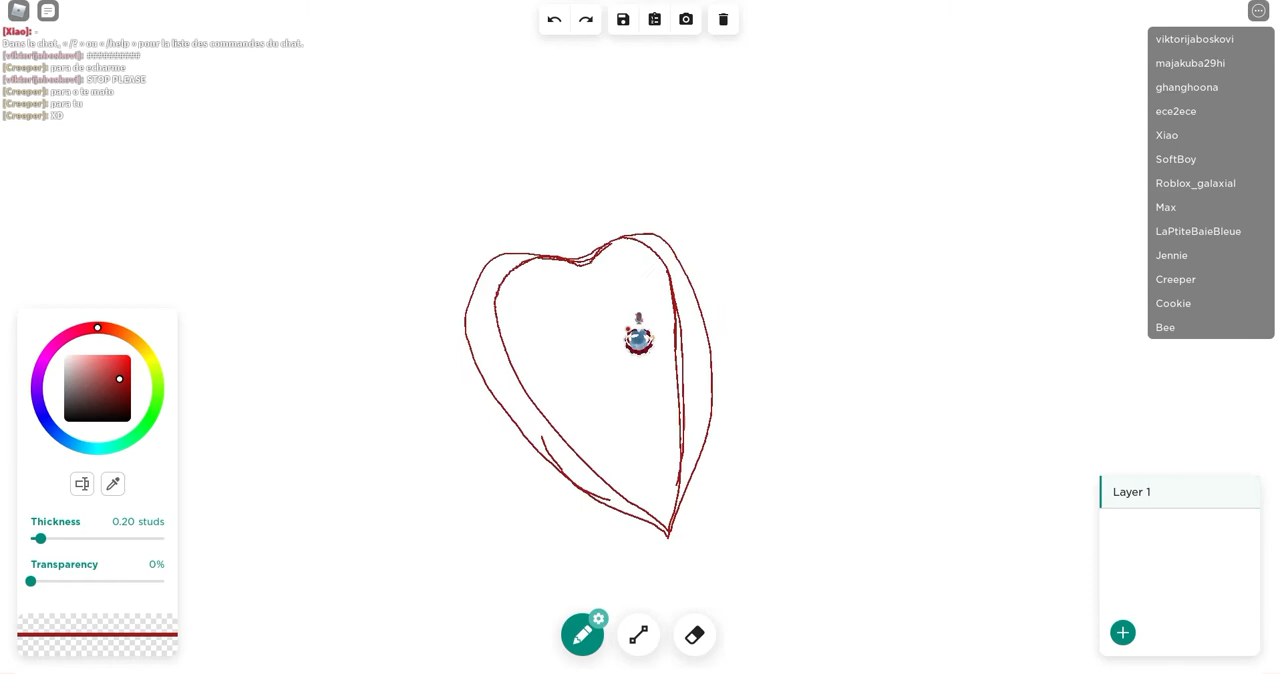 [Xiao]: -
Dans le chat, « /? » ou « /help » pour la liste des commandes du chat.
[viktorijaboskovi]: ###########
[Creeper]: para de echarme
[viktorijaboskovi]: STOP PLEASE
[Creeper]: para o te mato
[Creeper]: para tu
[Creeper]: XD
viktorijaboskovi
majakuba29hi
ghanghoona
ece2ece
Xiao
SoftBoy
Roblox_galaxial
Max
LaPtiteBaieBleue
Jennie
Creeper
Cookie
Bee
Thickness 0.20 studs
Transparency 0%
Layer 1